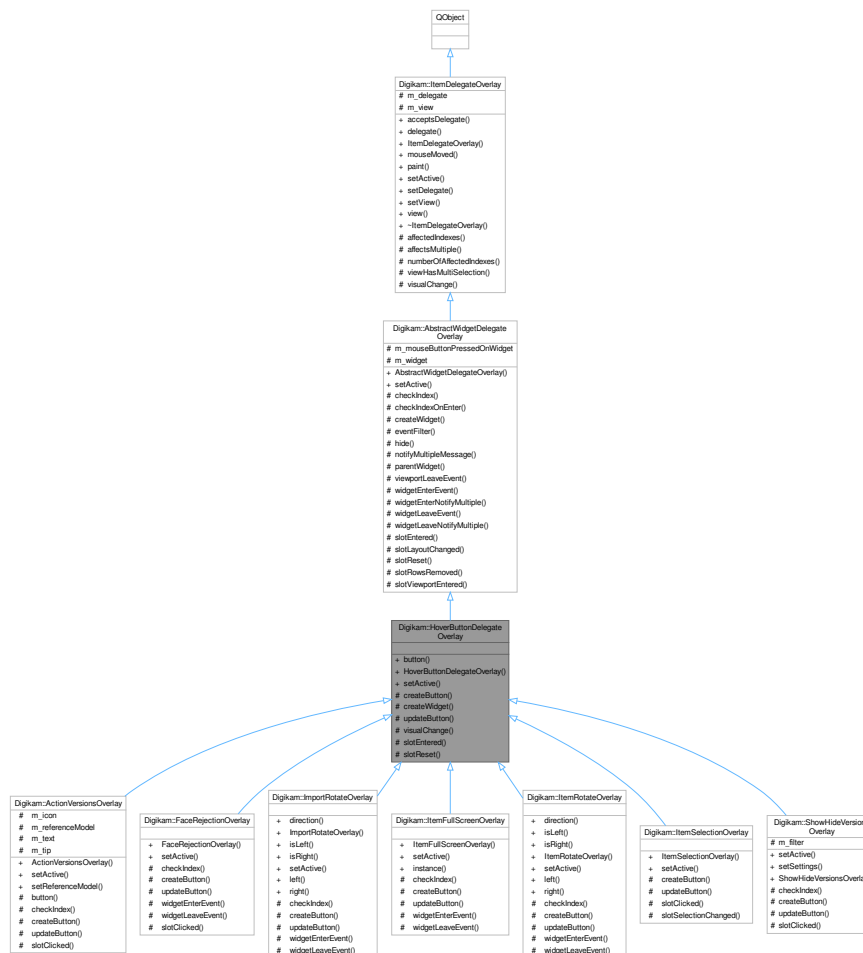 QObject
Digikam::ItemDelegateOverlay
# m_delegate
# m_view
+ acceptsDelegate()
+ delegate()
+ ItemDelegateOverlay()
+ mouseMoved()
+ paint()
+ setActive()
+ setDelegate()
+ setView()
+ view()
+ ~ItemDelegateOverlay()
# affectedIndexes()
# affectsMultiple()
# numberOfAffectedIndexes()
# viewHasMultiSelection()
# visualChange()
Digikam::AbstractWidgetDelegate
Overlay
# m_mouseButtonPressedOnWidget
# m_widget
+ AbstractWidgetDelegateOverlay()
+ setActive()
# checkIndex()
# checkIndexOnEnter()
# createWidget()
# eventFilter()
# hide()
# notifyMultipleMessage()
# parentWidget()
# viewportLeaveEvent()
# widgetEnterEvent()
# widgetEnterNotifyMultiple()
# widgetLeaveEvent()
# widgetLeaveNotifyMultiple()
# slotEntered()
# slotLayoutChanged()
# slotReset()
# slotRowsRemoved()
# slotViewportEntered()
Digikam::HoverButtonDelegate
Overlay
+ button()
+ HoverButtonDelegateOverlay()
+ setActive()
# createButton()
# createWidget()
# updateButton()
# visualChange()
# slotEntered()
# slotReset()
Digikam::ActionVersionsOverlay
# m_icon
# m_referenceModel
# m_text
# m_tip
+ ActionVersionsOverlay()
+ setActive()
+ setReferenceModel()
# button()
# checkIndex()
# createButton()
# updateButton()
# slotClicked()
Digikam::FaceRejectionOverlay
+ FaceRejectionOverlay()
+ setActive()
# checkIndex()
# createButton()
# updateButton()
# widgetEnterEvent()
# widgetLeaveEvent()
# slotClicked()
Digikam::ImportRotateOverlay
+ direction()
+ ImportRotateOverlay()
+ isLeft()
+ isRight()
+ setActive()
+ left()
+ right()
# checkIndex()
# createButton()
# updateButton()
# widgetEnterEvent()
# widgetLeaveEvent()
Digikam::ItemFullScreenOverlay
+ ItemFullScreenOverlay()
+ setActive()
+ instance()
# checkIndex()
# createButton()
# updateButton()
# widgetEnterEvent()
# widgetLeaveEvent()
Digikam::ItemRotateOverlay
+ direction()
+ isLeft()
+ isRight()
+ ItemRotateOverlay()
+ setActive()
+ left()
+ right()
# checkIndex()
# createButton()
# updateButton()
# widgetEnterEvent()
# widgetLeaveEvent()
Digikam::ItemSelectionOverlay
+ ItemSelectionOverlay()
+ setActive()
# createButton()
# updateButton()
# slotClicked()
# slotSelectionChanged()
Digikam::ShowHideVersion
Overlay
# m_filter
+ setActive()
+ setSettings()
+ ShowHideVersionsOverla
# checkIndex()
# createButton()
# updateButton()
# slotClicked()